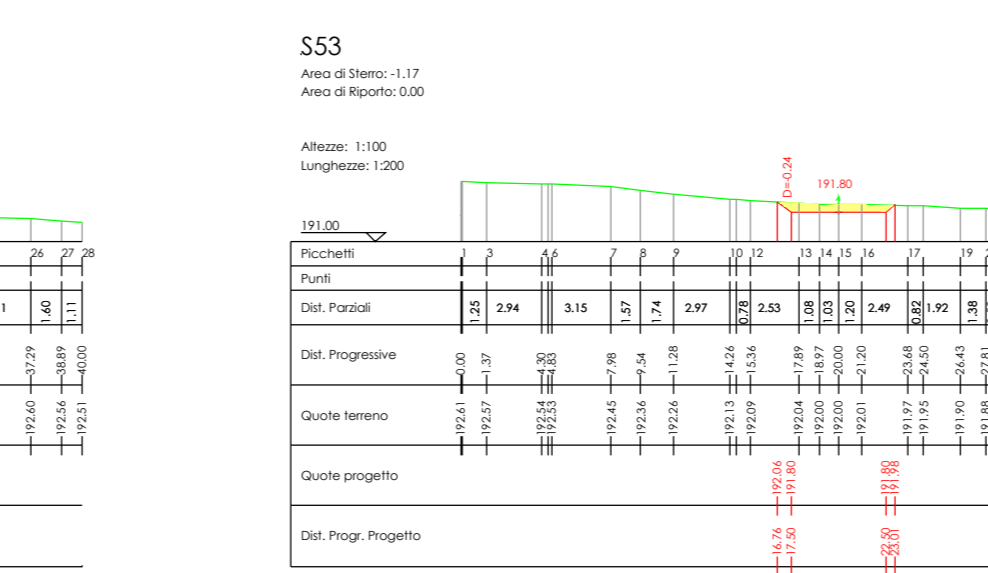 S53
Area di Sterro: -1.17
Area di Riporto: 0.00
Altezze: 1:100
Lunghezze: 1:200
D=-0.24
191.80
191.00
26 27 28
Picchetti 1 3 4 6 7 8 9 10 12 13 14 15 16 17 19
Punti
1 1.60 1.11
Dist. Parziali 1.25 2.94 3.15 1.57 1.74 2.97 0.78 2.53 1.08 1.03 1.20 2.49 0.82 1.92 1.38
37.29 38.89 40.00
Dist. Progressive 0.00 1.37 4.30 4.83 7.98 9.54 11.28 14.26 15.36 17.89 18.97 20.00 21.20 23.68 24.50 26.43 27.81
192.60 192.56 192.51
Quote terreno 192.61 192.57 192.54 192.53 192.45 192.36 192.26 192.13 192.09 192.04 192.00 192.00 192.01 191.97 191.95 191.90 191.88
Quote progetto 192.06 191.80 191.80 191.98
Dist. Progr. Progetto 16.76 17.50 22.50 23.01